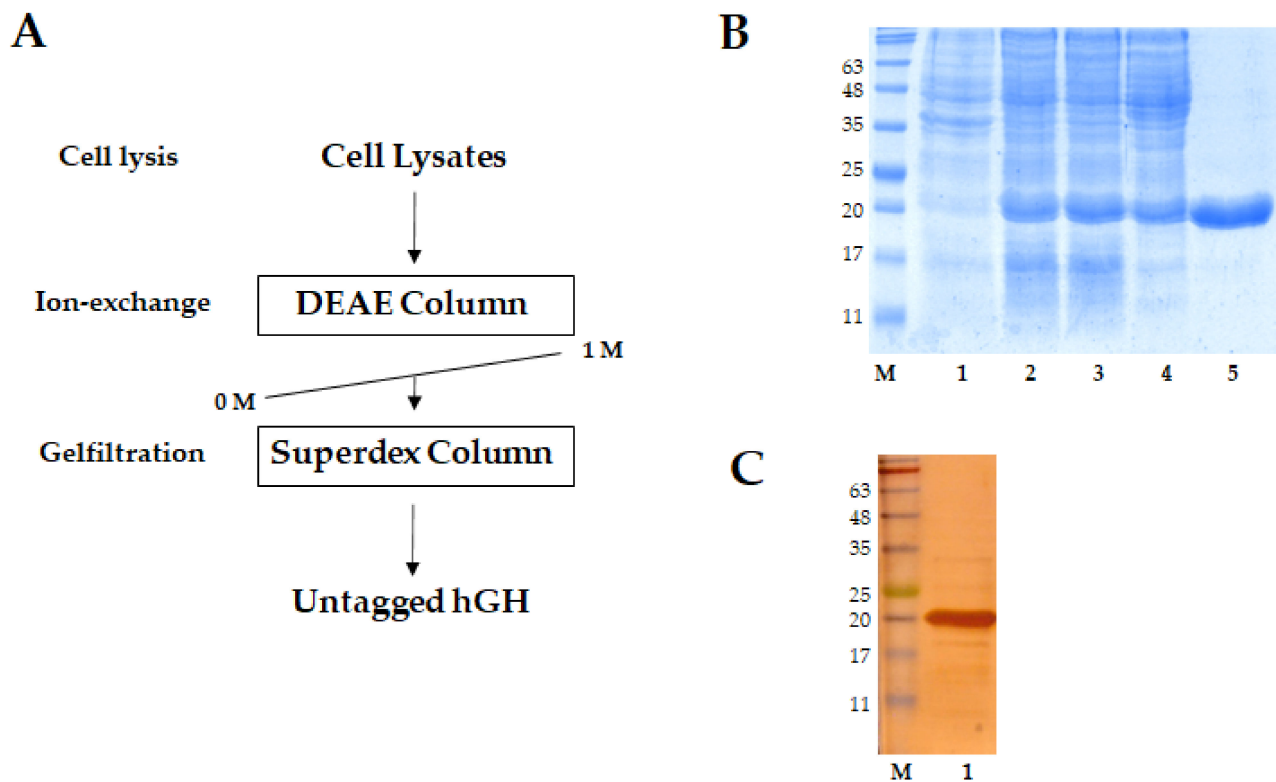 A
Cell lysis
Cell Lysates
Ion-exchange
DEAE Column
0 M
1 M
Gelfiltration
Superdex Column
Untagged hGH
B
63
48
35
25
20
17
11
M 1 2 3 4 5
C
63
48
35
25
20
17
11
M 1